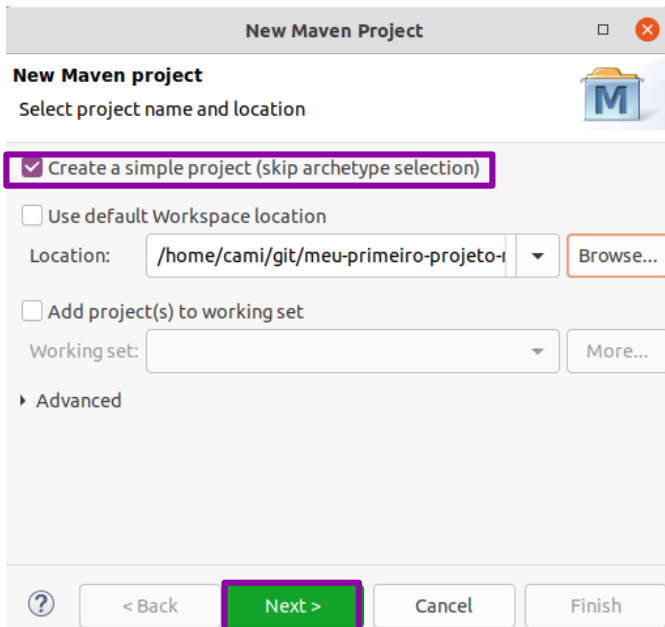 New Maven Project
New Maven project
Select project name and location
M
Create a simple project (skip archetype selection)
Use default Workspace location
Location: /home/cami/git/meu-primeiro-projeto- Browse...
Add project(s) to working set
Working set: More...
Advanced
? < Back Next > Cancel Finish